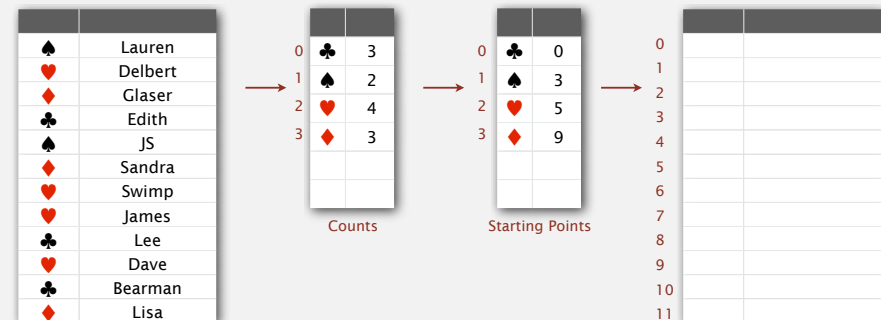 ♠ Lauren
♥ Delbert
♦ Glaser
♣ Edith
♠ JS
♦ Sandra
♥ Swimp
♥ James
♣ Lee
♥ Dave
♣ Bearman
♦ Lisa
0 ♣ 3
1 ♠ 2
2 ♥ 4
3 ♦ 3
Counts
0 ♣ 0
1 ♠ 3
2 ♥ 5
3 ♦ 9
Starting Points
0
1
2
3
4
5
6
7
8
9
10
11